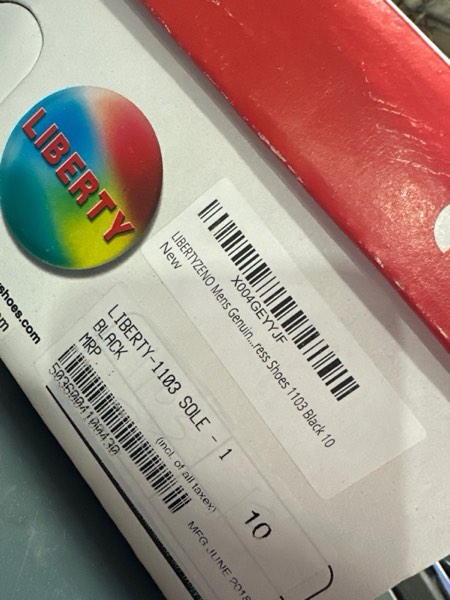 LIBERTY
shoes.com
X004GEYYJF
LIBERTYZENO Mens Genuin...ress Shoes 1103 Black 10
New
LIBERTY-1103 SOLE - 1
BLACK
MRP
(Incl. of all taxex)
10
MFG JUNE 2018